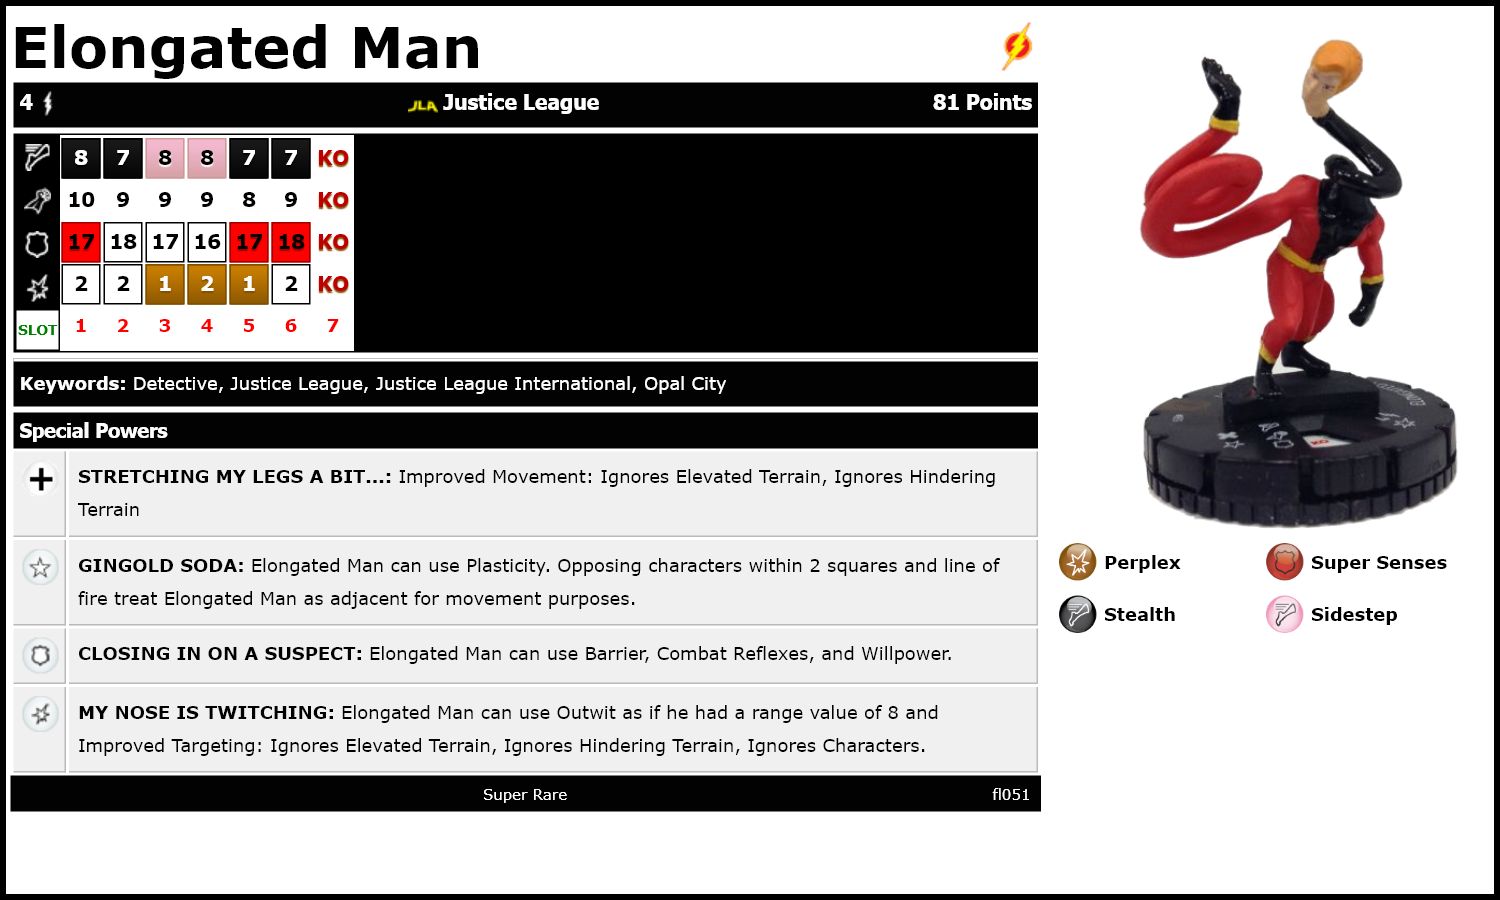 Elongated Man
4 JLA Justice League 81 Points
8 7 8 8 7 7 KO
10 9 9 9 8 9 KO
17 18 17 16 17 18 KO
2 2 1 2 1 2 KO
SLOT 1 2 3 4 5 6 7
Keywords: Detective, Justice League, Justice League International, Opal City
Special Powers
STRETCHING MY LEGS A BIT...: Improved Movement: Ignores Elevated Terrain, Ignores Hindering
Terrain
GINGOLD SODA: Elongated Man can use Plasticity. Opposing characters within 2 squares and line of
fire treat Elongated Man as adjacent for movement purposes.
CLOSING IN ON A SUSPECT: Elongated Man can use Barrier, Combat Reflexes, and Willpower.
MY NOSE IS TWITCHING: Elongated Man can use Outwit as if he had a range value of 8 and
Improved Targeting: Ignores Elevated Terrain, Ignores Hindering Terrain, Ignores Characters.
Super Rare fl051
KO
Perplex Super Senses
Stealth Sidestep